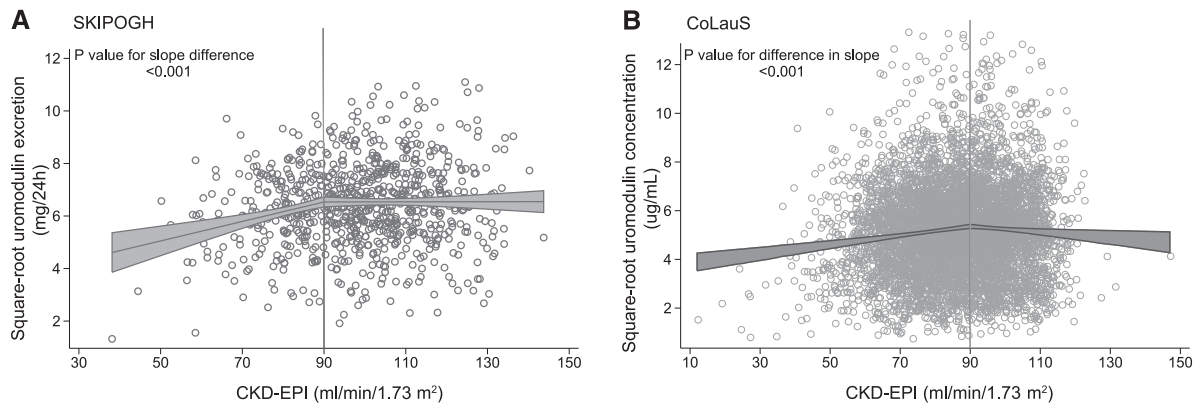 A SKIPOGH
P value for slope difference
<0.001
Square-root uromodulin excretion
(mg/24h)
12
10
8
6
4
2
30 50 70 90 110 130 150
CKD-EPI (ml/min/1.73 m²)
B CoLauS
P value for difference in slope
<0.001
Square-root uromodulin concentration
(ug/mL)
12
10
8
6
4
2
10 30 50 70 90 110 130 150
CKD-EPI (ml/min/1.73 m²)